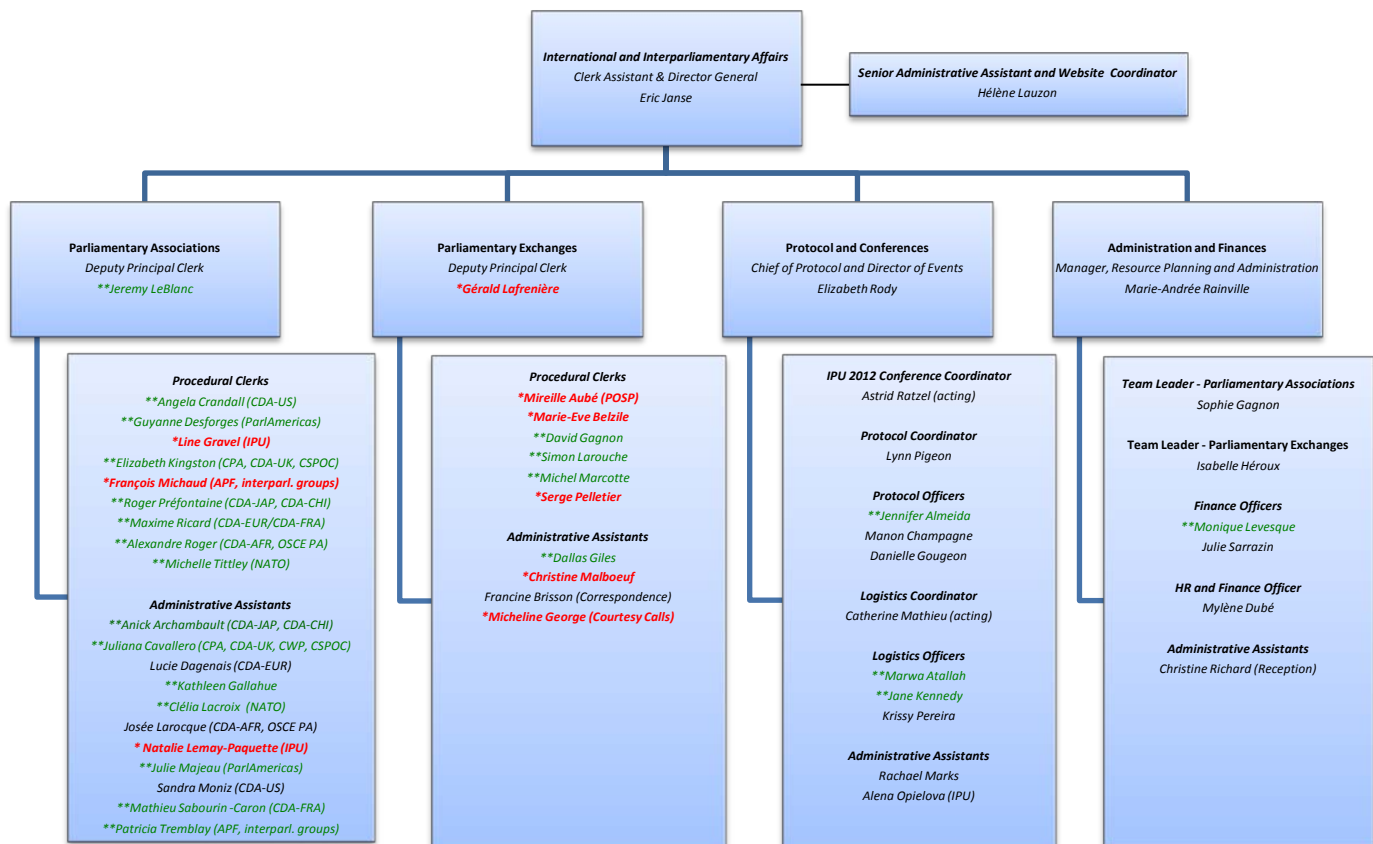 International and Interparliamentary Affairs
Clerk Assistant & Director General
Eric Janse
Senior Administrative Assistant and Website Coordinator
Hélène Lauzon
Parliamentary Associations
Deputy Principal Clerk
**Jeremy LeBlanc
Parliamentary Exchanges
Deputy Principal Clerk
*Gérald Lafrenière
Protocol and Conferences
Chief of Protocol and Director of Events
Elizabeth Rody
Administration and Finances
Manager, Resource Planning and Administration
Marie-Andrée Rainville
Procedural Clerks
**Angela Crandall (CDA-US)
**Guyanne Desforges (ParlAmericas)
*Line Gravel (IPU)
**Elizabeth Kingston (CPA, CDA-UK, CSPOC)
*François Michaud (APF, interparl. groups)
**Roger Préfontaine (CDA-JAP, CDA-CHI)
**Maxime Ricard (CDA-EUR/CDA-FRA)
**Alexandre Roger (CDA-AFR, OSCE PA)
**Michelle Tittley (NATO)
Administrative Assistants
**Anick Archambault (CDA-JAP, CDA-CHI)
**Juliana Cavallero (CPA, CDA-UK, CWP, CSPOC)
Lucie Dagenais (CDA-EUR)
**Kathleen Gallahue
**Clélia Lacroix (NATO)
Josée Larocque (CDA-AFR, OSCE PA)
* Natalie Lemay-Paquette (IPU)
**Julie Majeau (ParlAmericas)
Sandra Moniz (CDA-US)
**Mathieu Sabourin -Caron (CDA-FRA)
**Patricia Tremblay (APF, interparl. groups)
Procedural Clerks
*Mireille Aubé (POSP)
*Marie-Eve Belzile
**David Gagnon
**Simon Larouche
**Michel Marcotte
*Serge Pelletier
Administrative Assistants
**Dallas Giles
*Christine Malboeuf
Francine Brisson (Correspondence)
*Micheline George (Courtesy Calls)
IPU 2012 Conference Coordinator
Astrid Ratzel (acting)
Protocol Coordinator
Lynn Pigeon
Protocol Officers
**Jennifer Almeida
Manon Champagne
Danielle Gougeon
Logistics Coordinator
Catherine Mathieu (acting)
Logistics Officers
**Marwa Atallah
**Jane Kennedy
Krissy Pereira
Administrative Assistants
Rachael Marks
Alena Opielova (IPU)
Team Leader - Parliamentary Associations
Sophie Gagnon
Team Leader - Parliamentary Exchanges
Isabelle Héroux
Finance Officers
**Monique Levesque
Julie Sarrazin
HR and Finance Officer
Mylène Dubé
Administrative Assistants
Christine Richard (Reception)